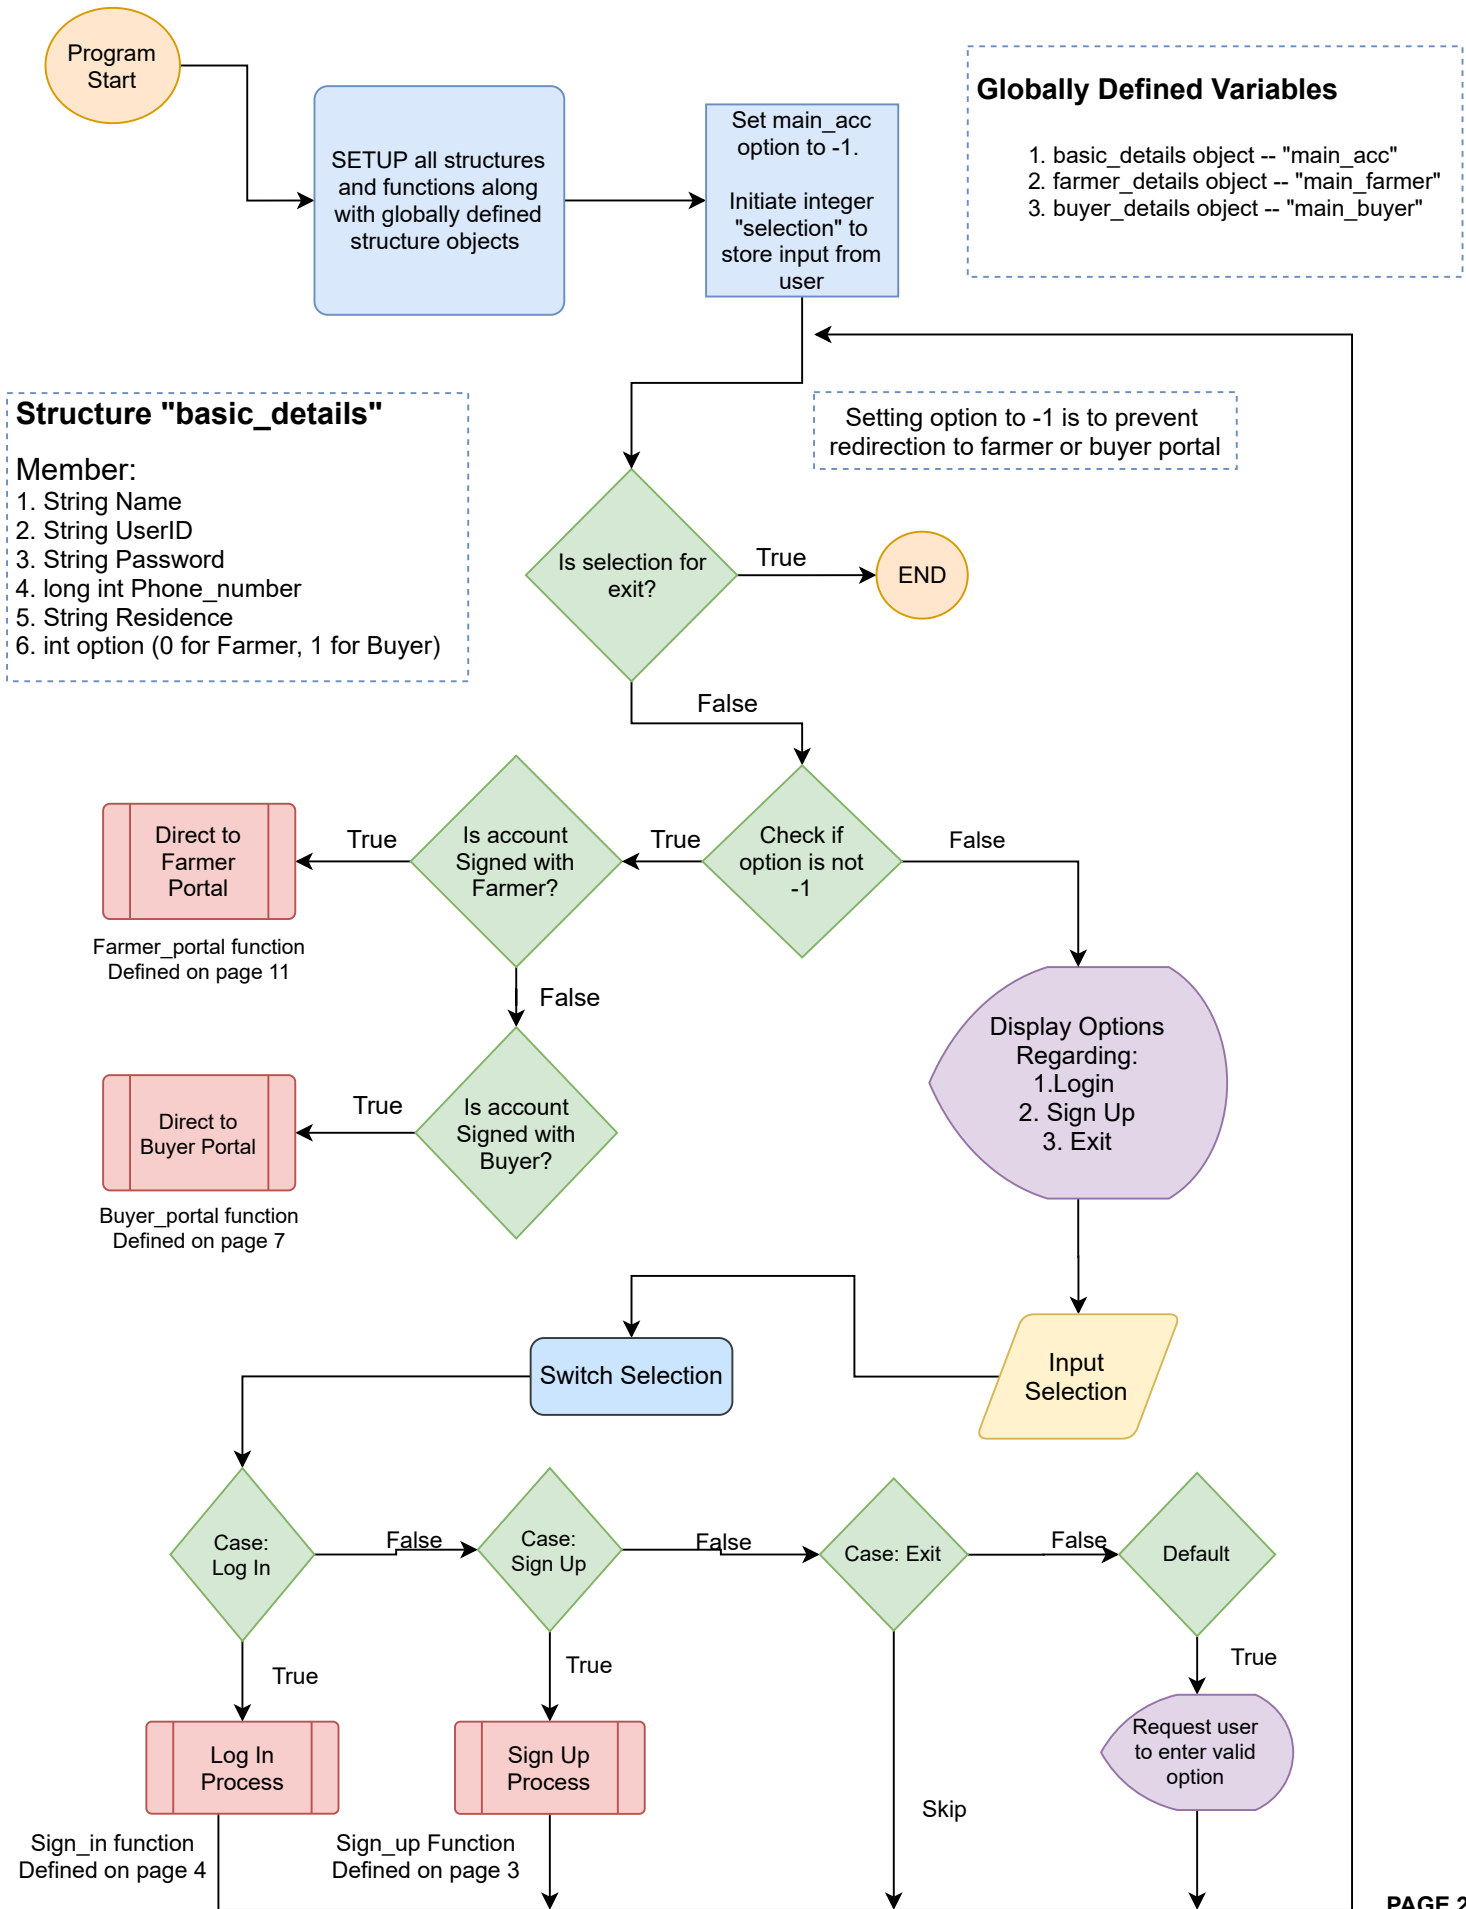 Program
Start
SETUP all structures
and functions along
with globally defined
structure objects
Set main_acc
option to -1.
Initiate integer
"selection" to
store input from
user
Globally Defined Variables
1. basic_details object -- "main_acc"
2. farmer_details object -- "main_farmer"
3. buyer_details object -- "main_buyer"
Structure "basic_details"
Member:
1. String Name
2. String UserID
3. String Password
4. long int Phone_number
5. String Residence
6. int option (0 for Farmer, 1 for Buyer)
Setting option to -1 is to prevent
redirection to farmer or buyer portal
Is selection for
exit?
True
END
False
Direct to
Farmer
Portal
True
Is account
Signed with
Farmer?
True
Check if
option is not
-1
False
Farmer_portal function
Defined on page 11
False
Display Options
Regarding:
1.Login
2. Sign Up
3. Exit
Direct to
Buyer Portal
True
Is account
Signed with
Buyer?
Buyer_portal function
Defined on page 7
Switch Selection
Input
Selection
Case:
Log In
False
Case:
Sign Up
False
Case: Exit
False
Default
True
True
True
Log In
Process
Sign Up
Process
Request user
to enter valid
option
Skip
Sign_in function
Defined on page 4
Sign_up Function
Defined on page 3
PAGE 2